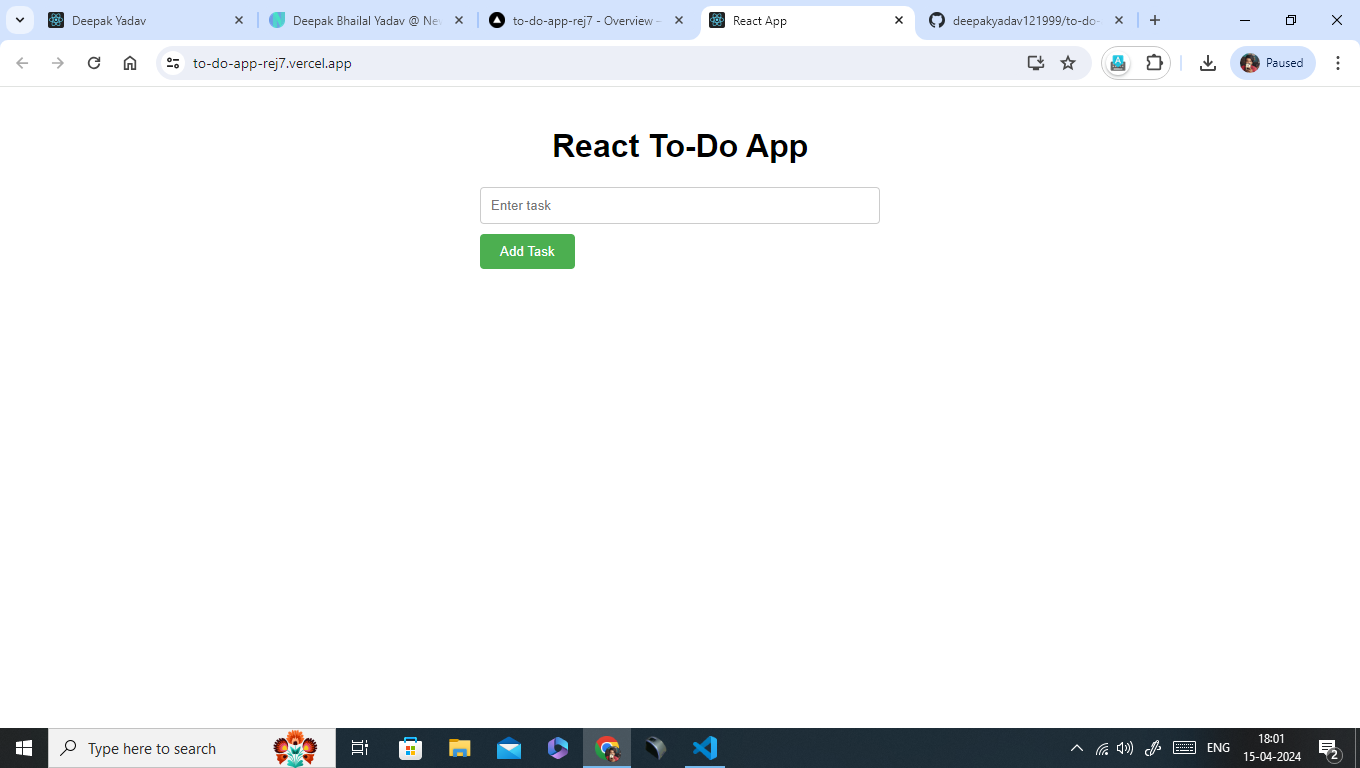 Deepak Yadav
Deepak Bhailal Yadav @ Ne
to-do-app-rej7 - Overview –
React App
deepakyadav121999/to-do-
to-do-app-rej7.vercel.app
Paused
React To-Do App
Enter task
Add Task
Type here to search
ENG
18:01
15-04-2024
2